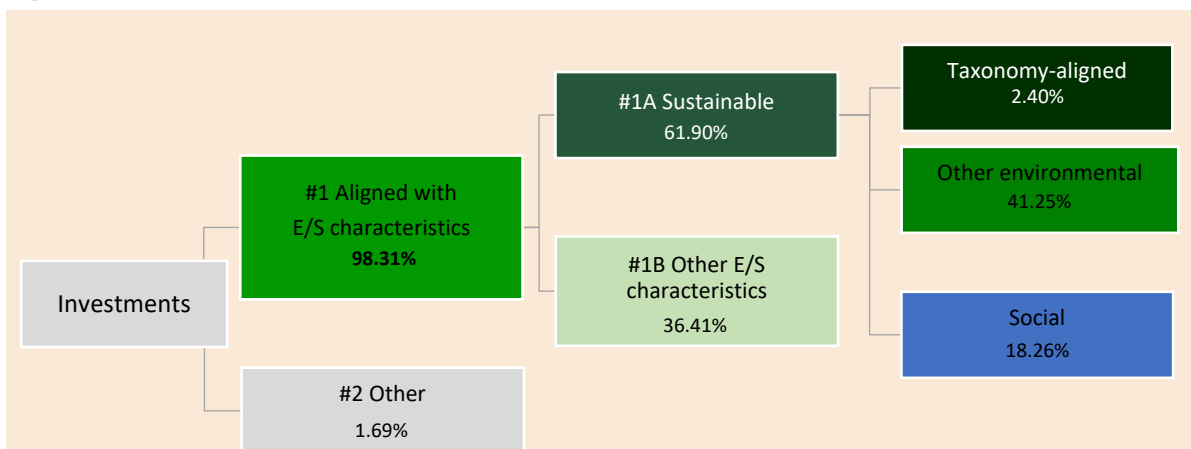 Investments
#1 Aligned with
E/S characteristics
98.31%
#2 Other
1.69%
#1A Sustainable
61.90%
#1B Other E/S
characteristics
36.41%
Taxonomy-aligned
2.40%
Other environmental
41.25%
Social
18.26%